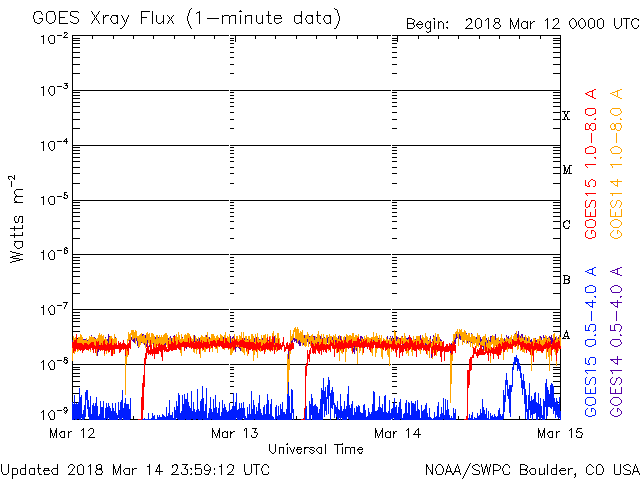 GOES Xray Flux (1-minute data)
Begin: 2018 Mar 12 0000 UTC
10⁻²
10⁻³
10⁻⁴
10⁻⁵
10⁻⁶
10⁻⁷
10⁻⁸
10⁻⁹
Watts m⁻²
X
M
C
B
A
GOES15 1.0-8.0 A
GOES14 1.0-8.0 A
GOES15 0.5-4.0 A
GOES14 0.5-4.0 A
Mar 12
Mar 13
Mar 14
Mar 15
Universal Time
Updated 2018 Mar 14 23:59:12 UTC
NOAA/SWPC Boulder, CO USA